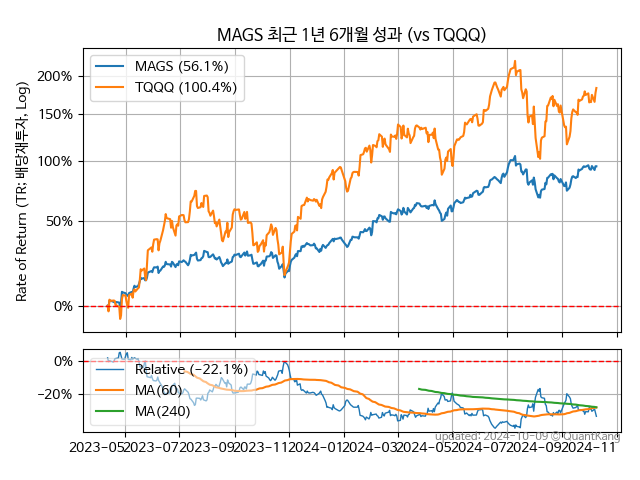 MAGS 최근 1년 6개월 성과 (vs TQQQ)
Rate of Return (TR: 배당재투자, Log)
200%
150%
100%
50%
0%
MAGS (56.1%)
TQQQ (100.4%)
0%
−20%
Relative (−22.1%)
MA(60)
MA(240)
updated: 2024-10-09 © QuantKang
2023-05 2023-07 2023-09 2023-11 2024-01 2024-03 2024-05 2024-07 2024-09 2024-11